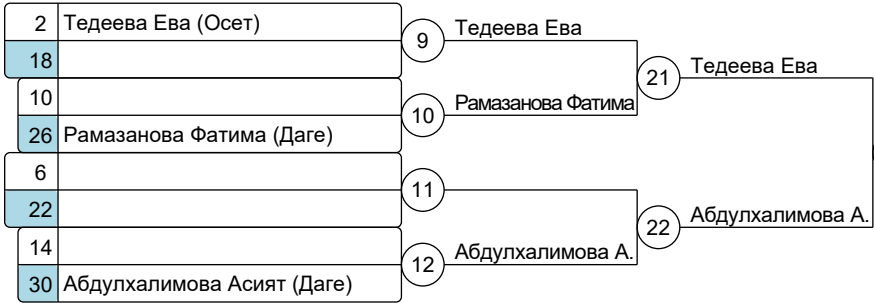 2 Тедеева Ева (Осет)
18
10
26 Рамазанова Фатима (Даге)
6
22
14
30 Абдулхалимова Асият (Даге)
9 Тедеева Ева
10 Рамазанова Фатима
11
12 Абдулхалимова А.
21 Тедеева Ева
22 Абдулхалимова А.